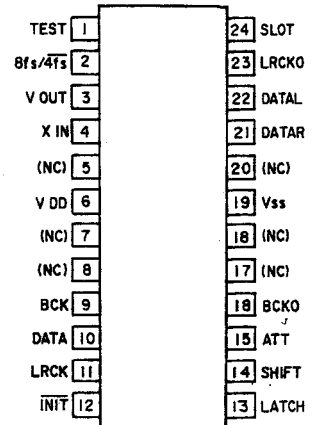 TEST 1 24 SLOT
8fs/4fs 2 23 LRCKO
V OUT 3 22 DATAL
X IN 4 21 DATAR
(NC) 5 20 (NC)
V DD 6 19 Vss
(NC) 7 18 (NC)
(NC) 8 17 (NC)
BCK 9 18 BCKO
DATA 10 15 ATT
LRCK 11 14 SHIFT
INIT 12 13 LATCH